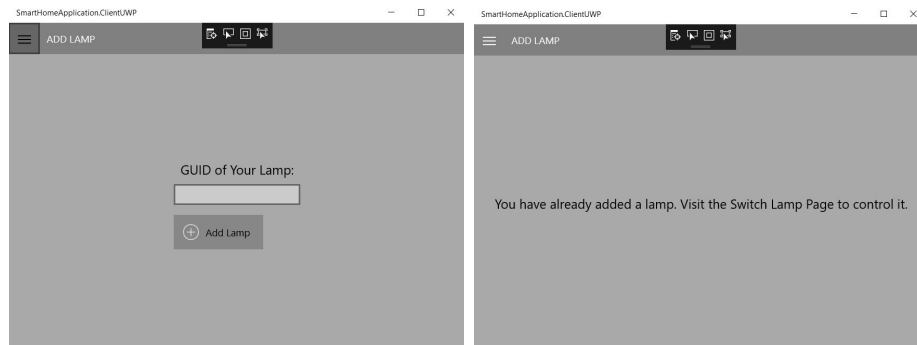 SmartHomeApplication.ClientUWP
ADD LAMP
GUID of Your Lamp:
Add Lamp
SmartHomeApplication.ClientUWP
ADD LAMP
You have already added a lamp. Visit the Switch Lamp Page to control it.